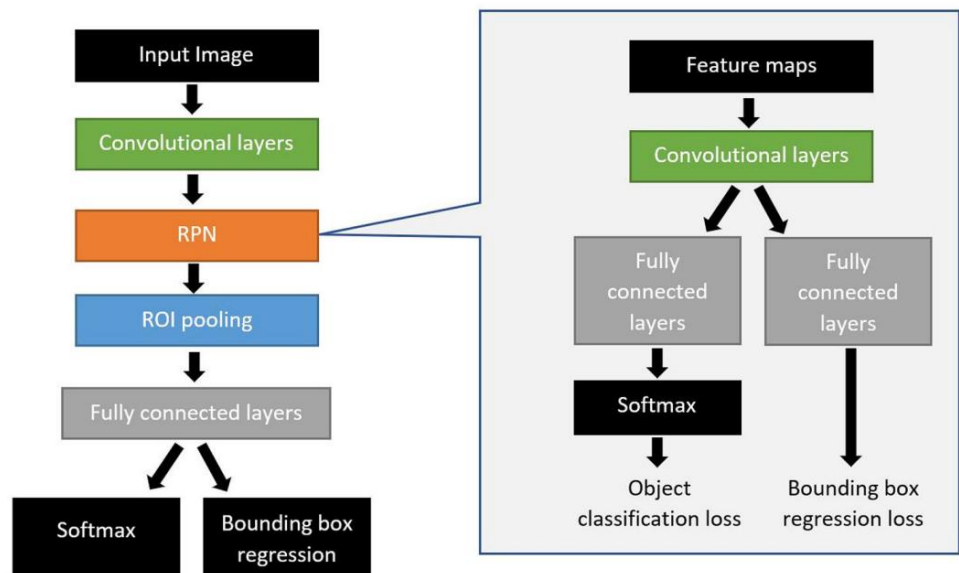 Input Image
Convolutional layers
RPN
ROI pooling
Fully connected layers
Softmax
Bounding box
regression
Feature maps
Convolutional layers
Fully
connected
layers
Fully
connected
layers
Softmax
Object
classification loss
Bounding box
regression loss